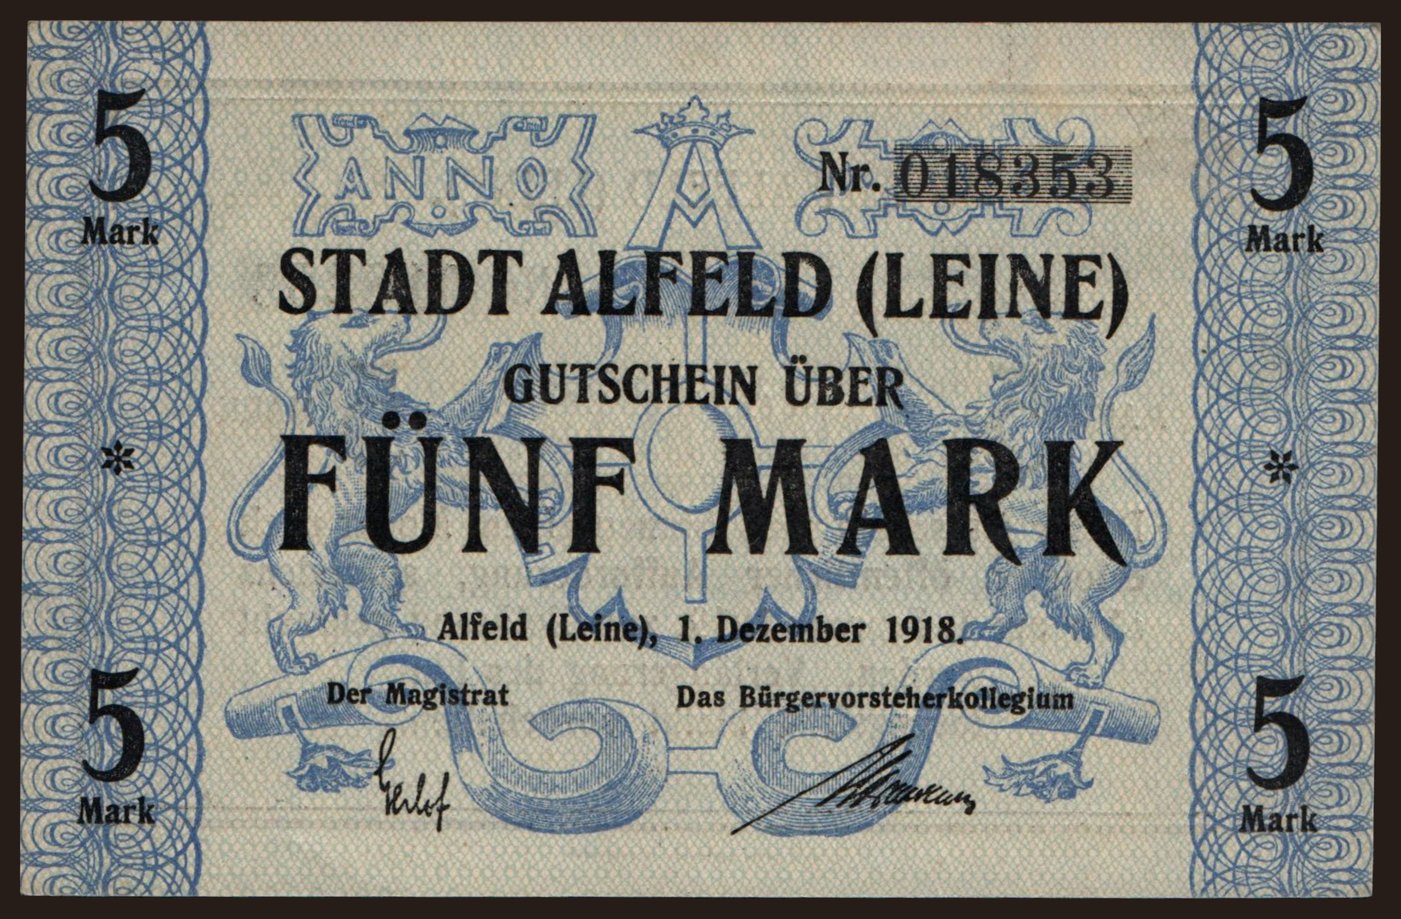 5
Mark
5
Mark
ANNO
A
Nr. 018353
STADT ALFELD (LEINE)
GUTSCHEIN ÜBER
FÜNF MARK
Alfeld (Leine), 1. Dezember 1918.
Der Magistrat Das Bürgervorsteherkollegium
5
Mark
5
Mark